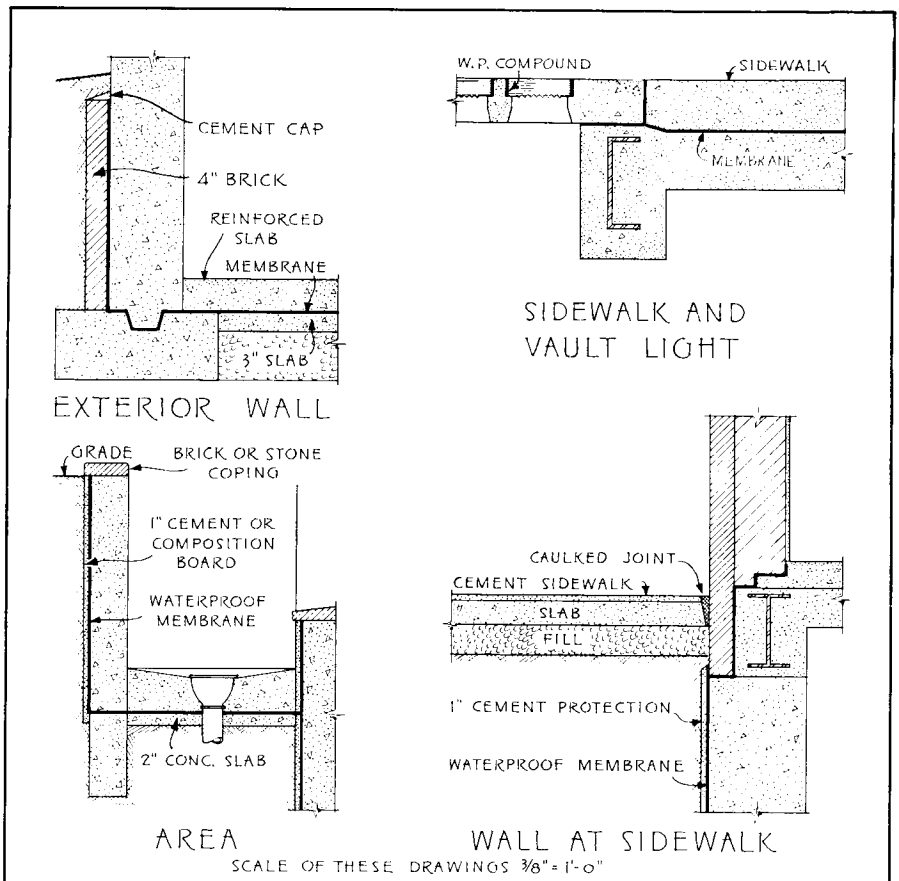 CEMENT CAP
4" BRICK
REINFORCED
SLAB
MEMBRANE
3" SLAB
EXTERIOR WALL
W.P. COMPOUND
SIDEWALK
MEMBRANE
SIDEWALK AND
VAULT LIGHT
GRADE
BRICK OR STONE
COPING
1" CEMENT OR
COMPOSITION
BOARD
WATERPROOF
MEMBRANE
2" CONC. SLAB
AREA
CAULKED JOINT
CEMENT SIDEWALK
SLAB
FILL
1" CEMENT PROTECTION
WATERPROOF MEMBRANE
WALL AT SIDEWALK
SCALE OF THESE DRAWINGS 3/8" = 1'-0"